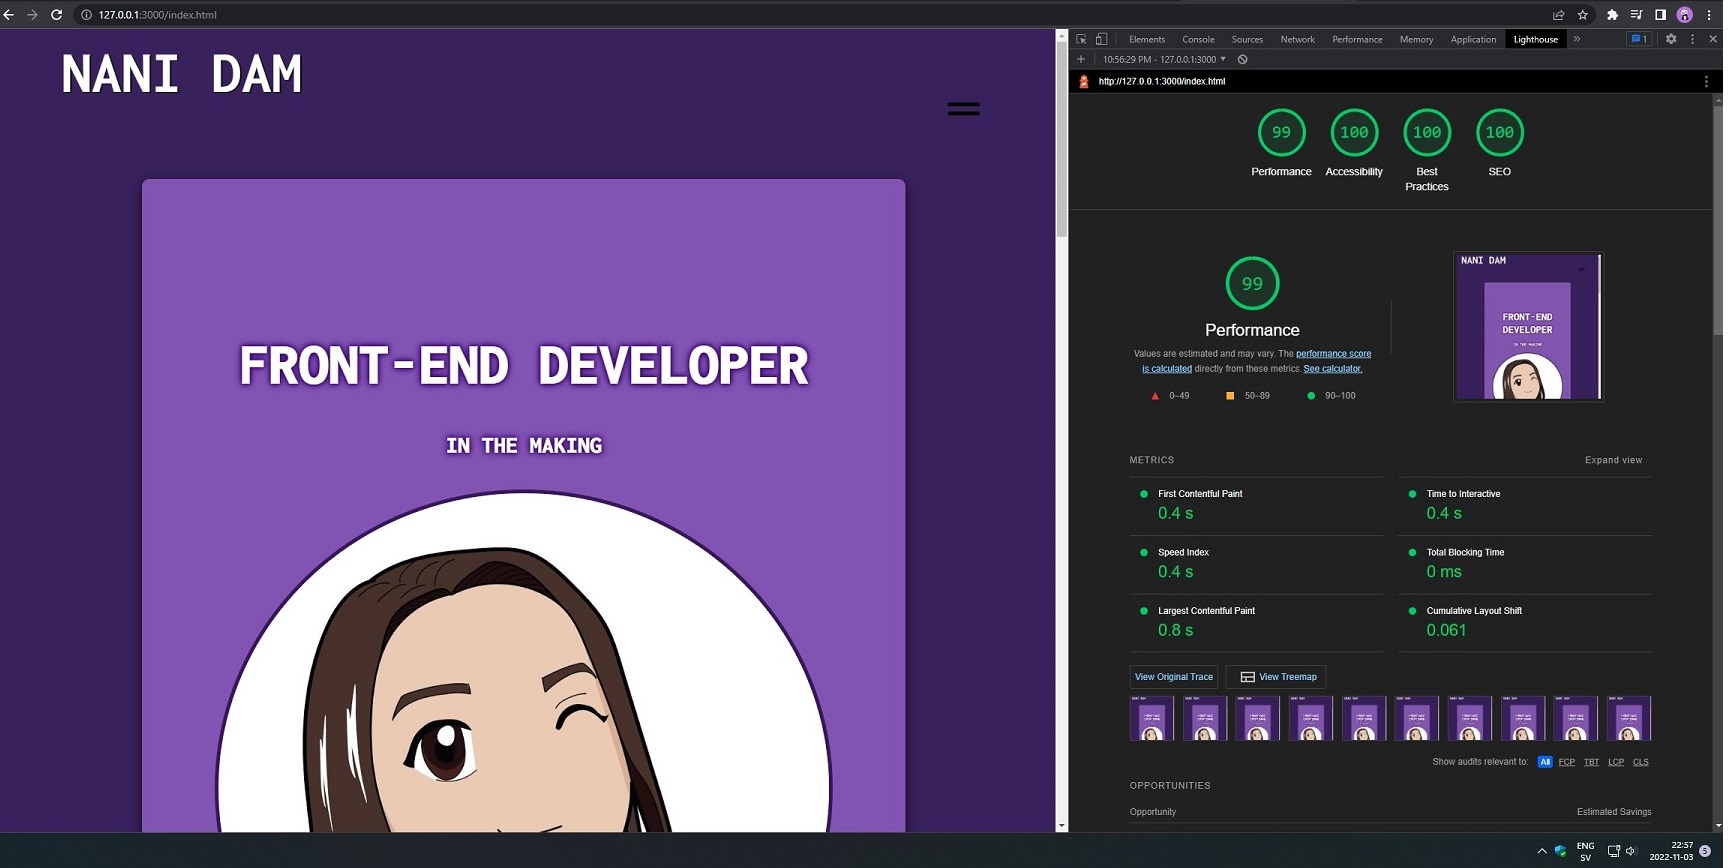 127.0.0.1:3000/index.html
NANI DAM
FRONT-END DEVELOPER
IN THE MAKING
Elements Console Sources Network Performance Memory Application Lighthouse » 1
10:56:29 PM - 127.0.0.1:3000
http://127.0.0.1:3000/index.html
99 100 100 100
Performance Accessibility Best Practices SEO
99
Performance
Values are estimated and may vary. The performance score
is calculated directly from these metrics. See calculator.
0–49 50–89 90–100
NANI DAM
FRONT-END
DEVELOPER
IN THE MAKING
METRICS Expand view
First Contentful Paint
0.4 s
Time to Interactive
0.4 s
Speed Index
0.4 s
Total Blocking Time
0 ms
Largest Contentful Paint
0.8 s
Cumulative Layout Shift
0.061
View Original Trace View Treemap
Show audits relevant to: All FCP TBT LCP CLS
OPPORTUNITIES
Opportunity Estimated Savings
ENG
SV
22:57
2022-11-03
5